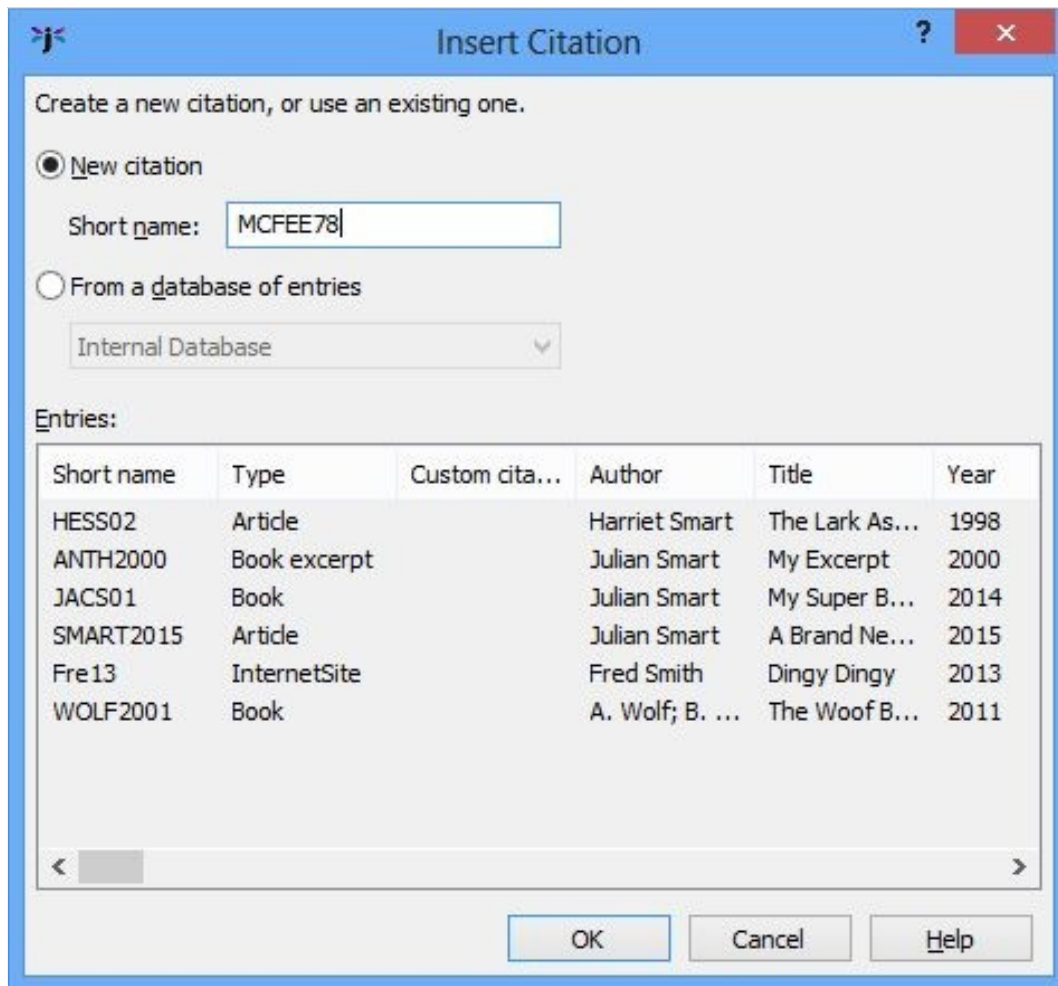 Insert Citation
?
Create a new citation, or use an existing one.
New citation
Short name: MCFEE78
From a database of entries
Internal Database
Entries:
Short name Type Custom cita... Author Title Year
HESS02 Article Harriet Smart The Lark As... 1998
ANTH2000 Book excerpt Julian Smart My Excerpt 2000
JACS01 Book Julian Smart My Super B... 2014
SMART2015 Article Julian Smart A Brand Ne... 2015
Fre13 InternetSite Fred Smith Dingy Dingy 2013
WOLF2001 Book A. Wolf; B. ... The Woof B... 2011
OK Cancel Help